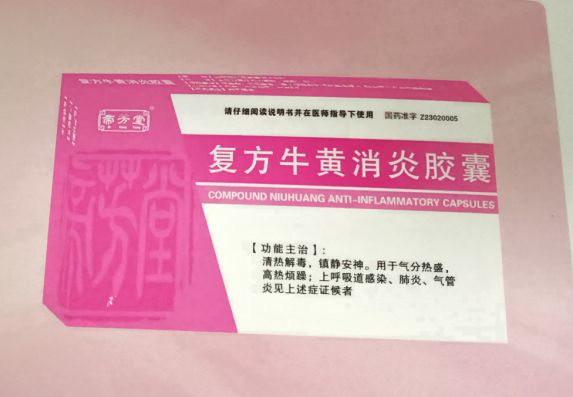 复方牛黄消炎胶囊
帝方堂
请仔细阅读说明书并在医师指导下使用 国药准字 Z23020005
复方牛黄消炎胶囊
COMPOUND NIUHUANG ANTI-INFLAMMATORY CAPSULES
【功能主治】：
清热解毒，镇静安神。用于气分热盛，
高热烦躁；上呼吸道感染、肺炎、气管
炎见上述症证候者